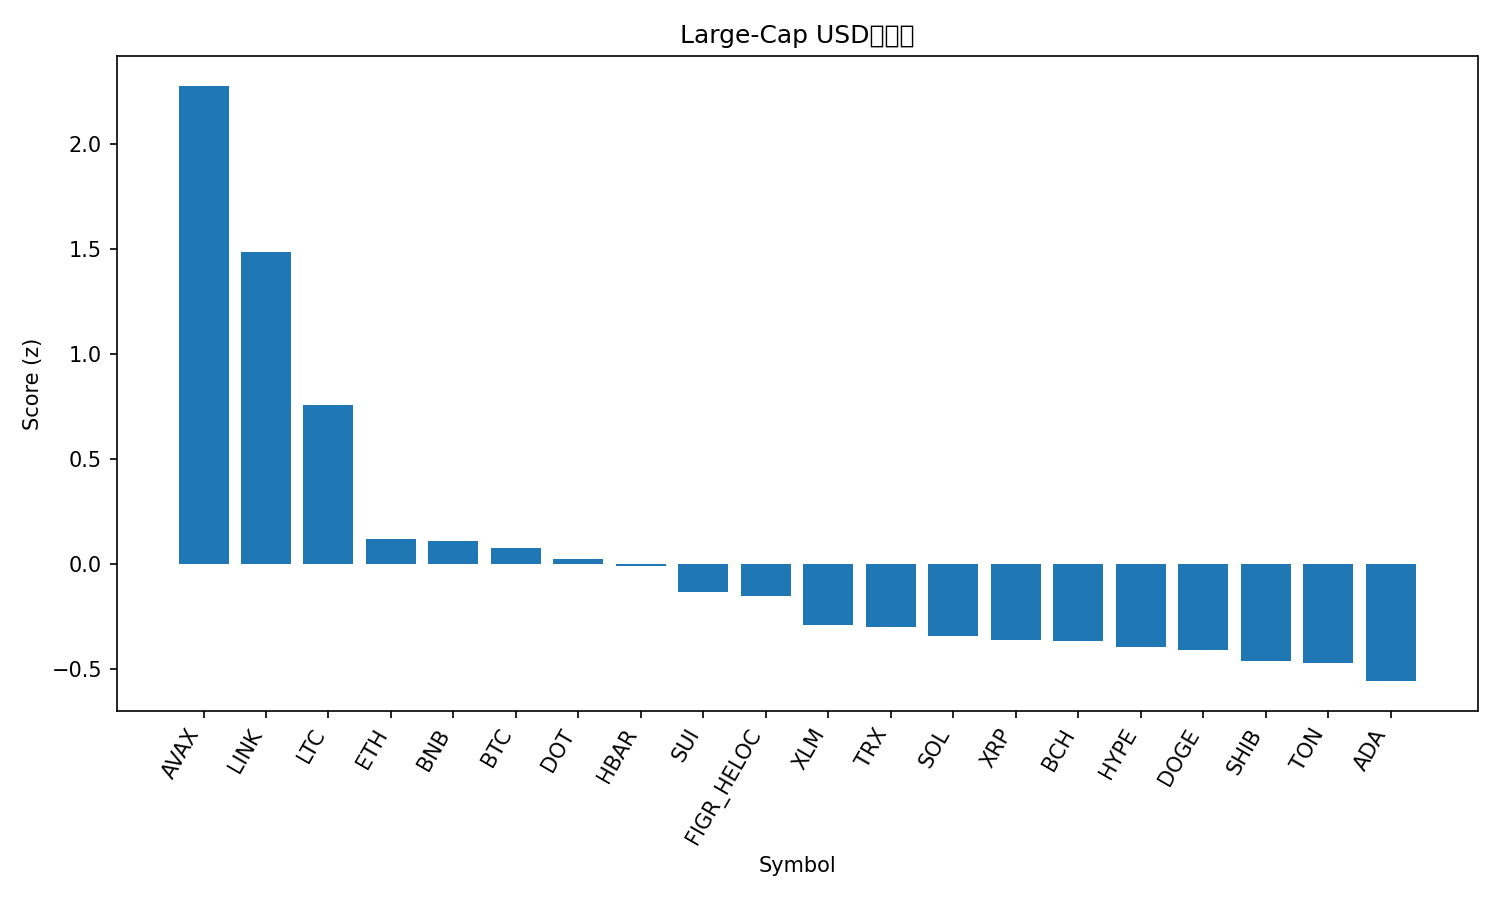 Large-Cap USD
Score (z)
2.0
1.5
1.0
0.5
0.0
−0.5
AVAX
LINK
LTC
ETH
BNB
BTC
DOT
HBAR
SUI
FIGR_HELOC
XLM
TRX
SOL
XRP
BCH
HYPE
DOGE
SHIB
TON
ADA
Symbol